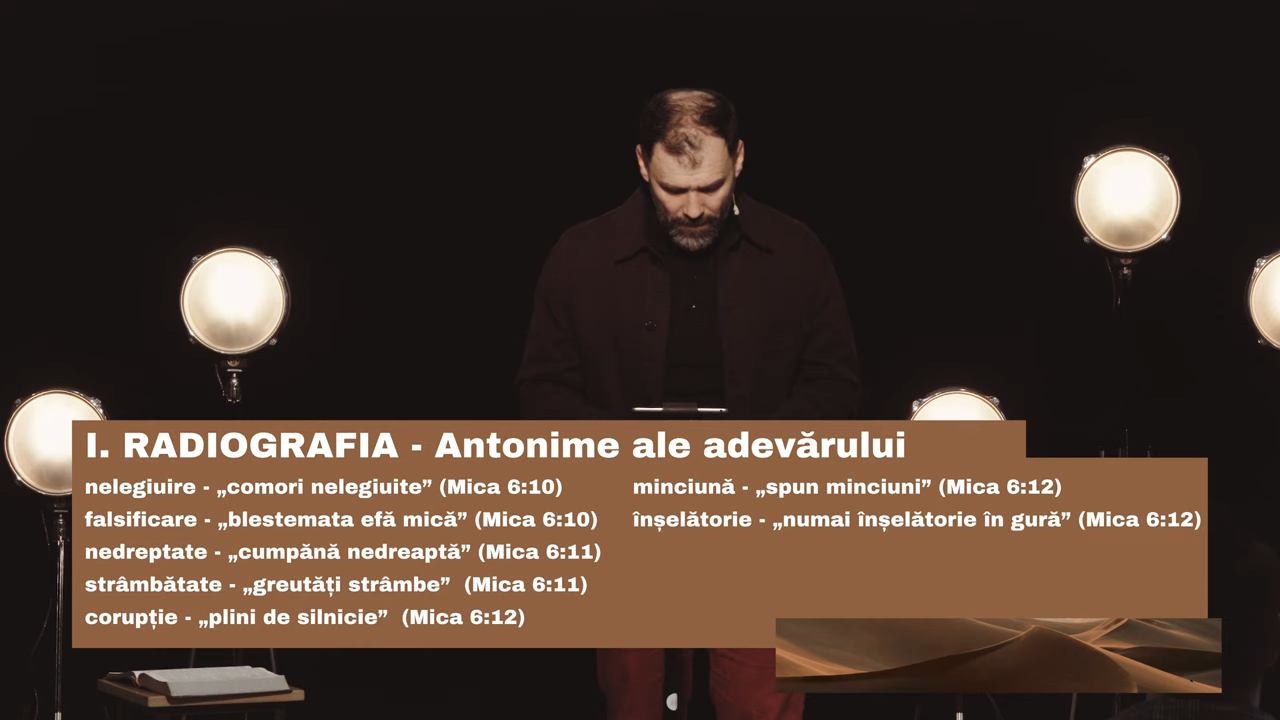 I. RADIOGRAFIA - Antonime ale adevărului
nelegiuire - „comori nelegiuite” (Mica 6:10)
falsificare - „blestemata efă mică” (Mica 6:10)
nedreptate - „cumpănă nedreaptă” (Mica 6:11)
strâmbătate - „greutăți strâmbe”  (Mica 6:11)
corupție - „plini de silnicie”  (Mica 6:12)
minciună - „spun minciuni” (Mica 6:12)
înșelătorie - „numai înșelătorie în gură” (Mica 6:12)